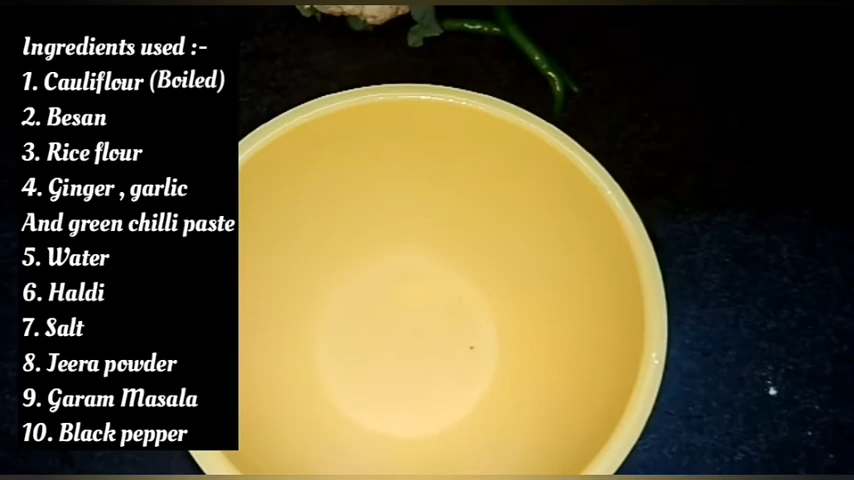 Ingredients used :-
1. Cauliflour (Boiled)
2. Besan
3. Rice flour
4. Ginger , garlic
And green chilli paste
5. Water
6. Haldi
7. Salt
8. Jeera powder
9. Garam Masala
10. Black pepper